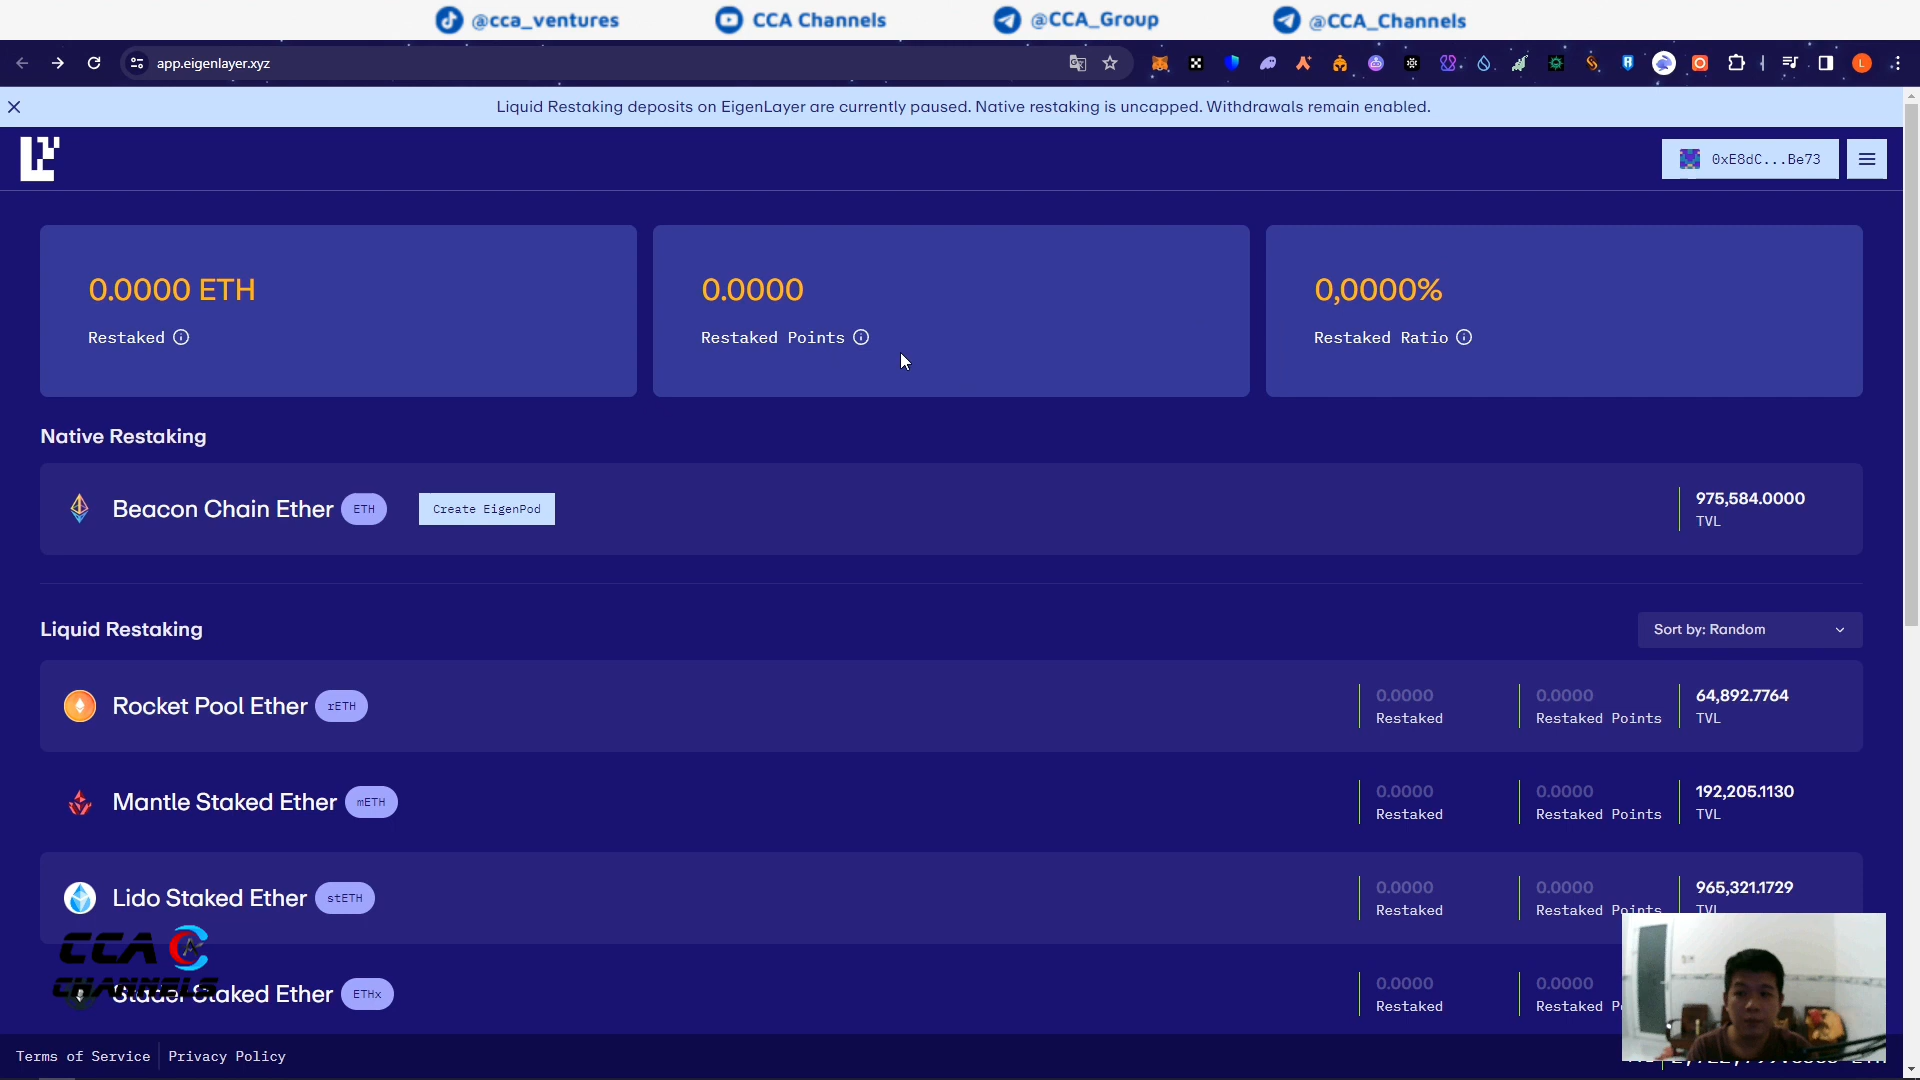 @cca_ventures
CCA Channels
@CCA_Group
@CCA_Channels
app.eigenlayer.xyz
Liquid Restaking deposits on EigenLayer are currently paused. Native restaking is uncapped. Withdrawals remain enabled.
0xE8dC...Be73
0.0000 ETH
Restaked
0.0000
Restaked Points
0,0000%
Restaked Ratio
Native Restaking
Beacon Chain Ether
ETH
Create EigenPod
975,584.0000
TVL
Liquid Restaking
Sort by: Random
Rocket Pool Ether
rETH
0.0000
Restaked
0.0000
Restaked Points
64,892.7764
TVL
Mantle Staked Ether
mETH
0.0000
Restaked
0.0000
Restaked Points
192,205.1130
TVL
Lido Staked Ether
stETH
0.0000
Restaked
0.0000
Restaked Points
965,321.1729
TVL
CCA
CHANNELS
Stader Staked Ether
ETHx
0.0000
Restaked
0.0000
Restaked
Terms of Service
Privacy Policy